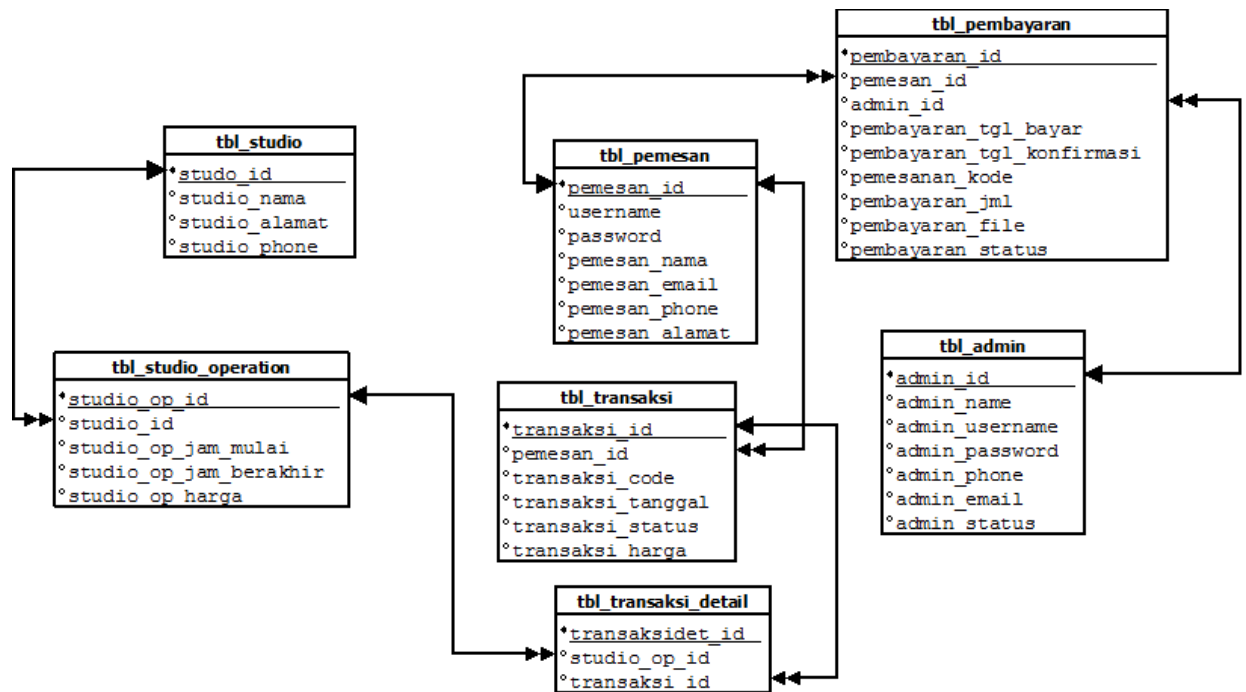 tbl_pembayaran
pembayaran_id
pemesan_id
admin_id
pembayaran_tgl_bayar
pembayaran_tgl_konfirmasi
pemesanan_kode
pembayaran_jml
pembayaran_file
pembayaran_status
tbl_studio
studo_id
studio_nama
studio_alamat
studio_phone
tbl_pemesan
pemesan_id
username
password
pemesan_nama
pemesan_email
pemesan_phone
pemesan_alamat
tbl_studio_operation
studio_op_id
studio_id
studio_op_jam_mulai
studio_op_jam_berakhir
studio_op_harga
tbl_transaksi
transaksi_id
pemesan_id
transaksi_code
transaksi_tanggal
transaksi_status
transaksi_harga
tbl_admin
admin_id
admin_name
admin_username
admin_password
admin_phone
admin_email
admin_status
tbl_transaksi_detail
transaksidet_id
studio_op_id
transaksi_id